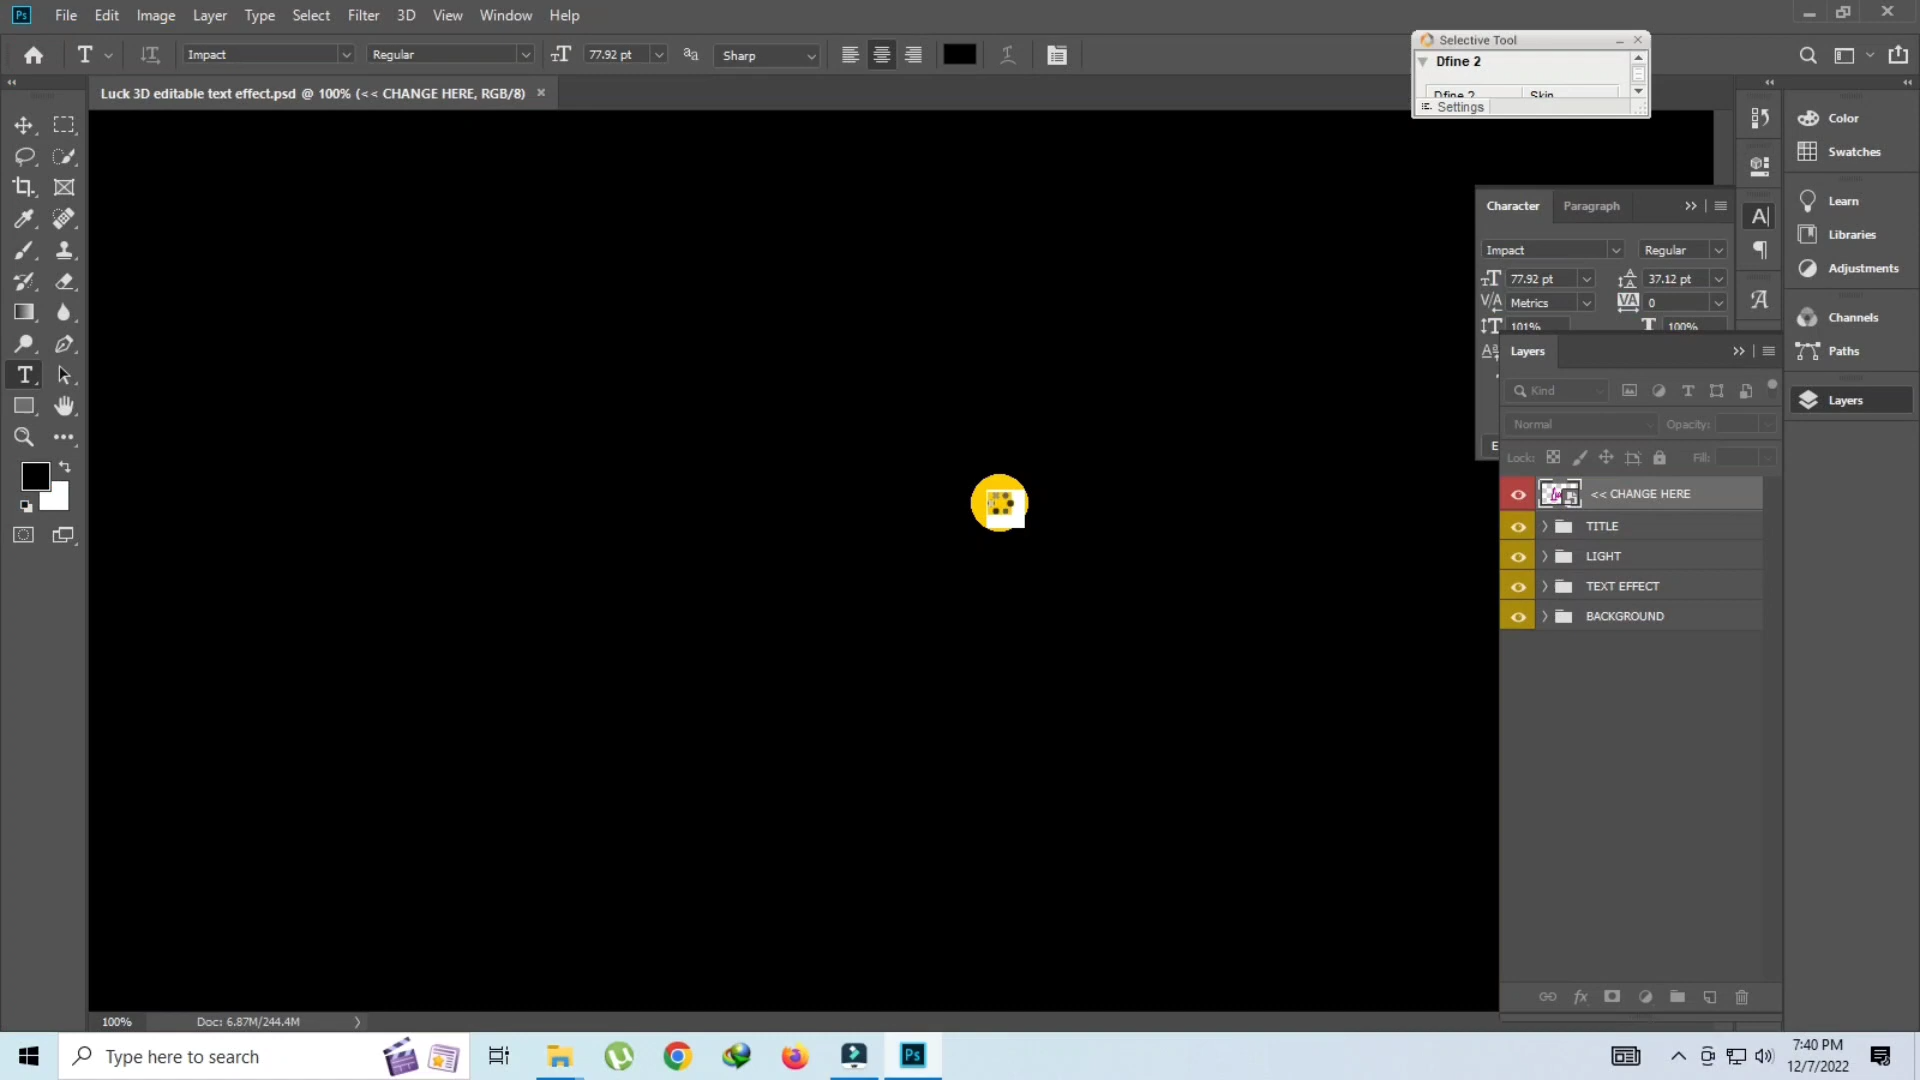 Ps File Edit Image Layer Type Select Filter 3D View Window Help
Impact Regular 77.92 pt Sharp
Selective Tool
Dfine 2
Dfine 2 Skin
Settings
Luck 3D editable text effect.psd @ 100% (<< CHANGE HERE, RGB/8)
Character Paragraph
Impact Regular
77.92 pt 37.12 pt
Metrics 0
101% 100%
Layers
Kind
Normal Opacity:
Lock: Fill:
<< CHANGE HERE
TITLE
LIGHT
TEXT EFFECT
BACKGROUND
Color
Swatches
Learn
Libraries
Adjustments
Channels
Paths
Layers
100% Doc: 6.87M/244.4M
Type here to search
Ps
7:40 PM
12/7/2022